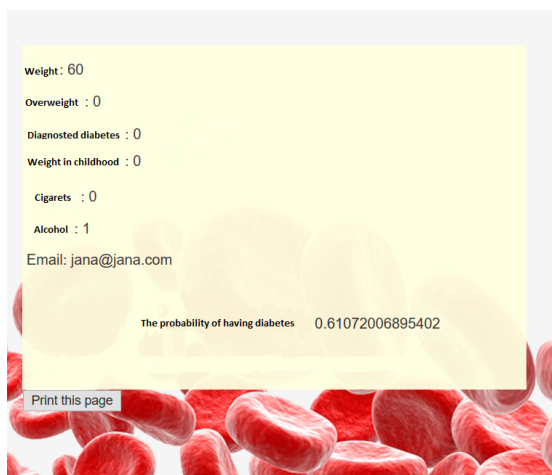 Weight: 60
Overweight : 0
Diagnosted diabetes : 0
Weight in childhood : 0
Cigarets : 0
Alcohol : 1
Email: jana@jana.com
The probability of having diabetes 0.61072006895402
Print this page